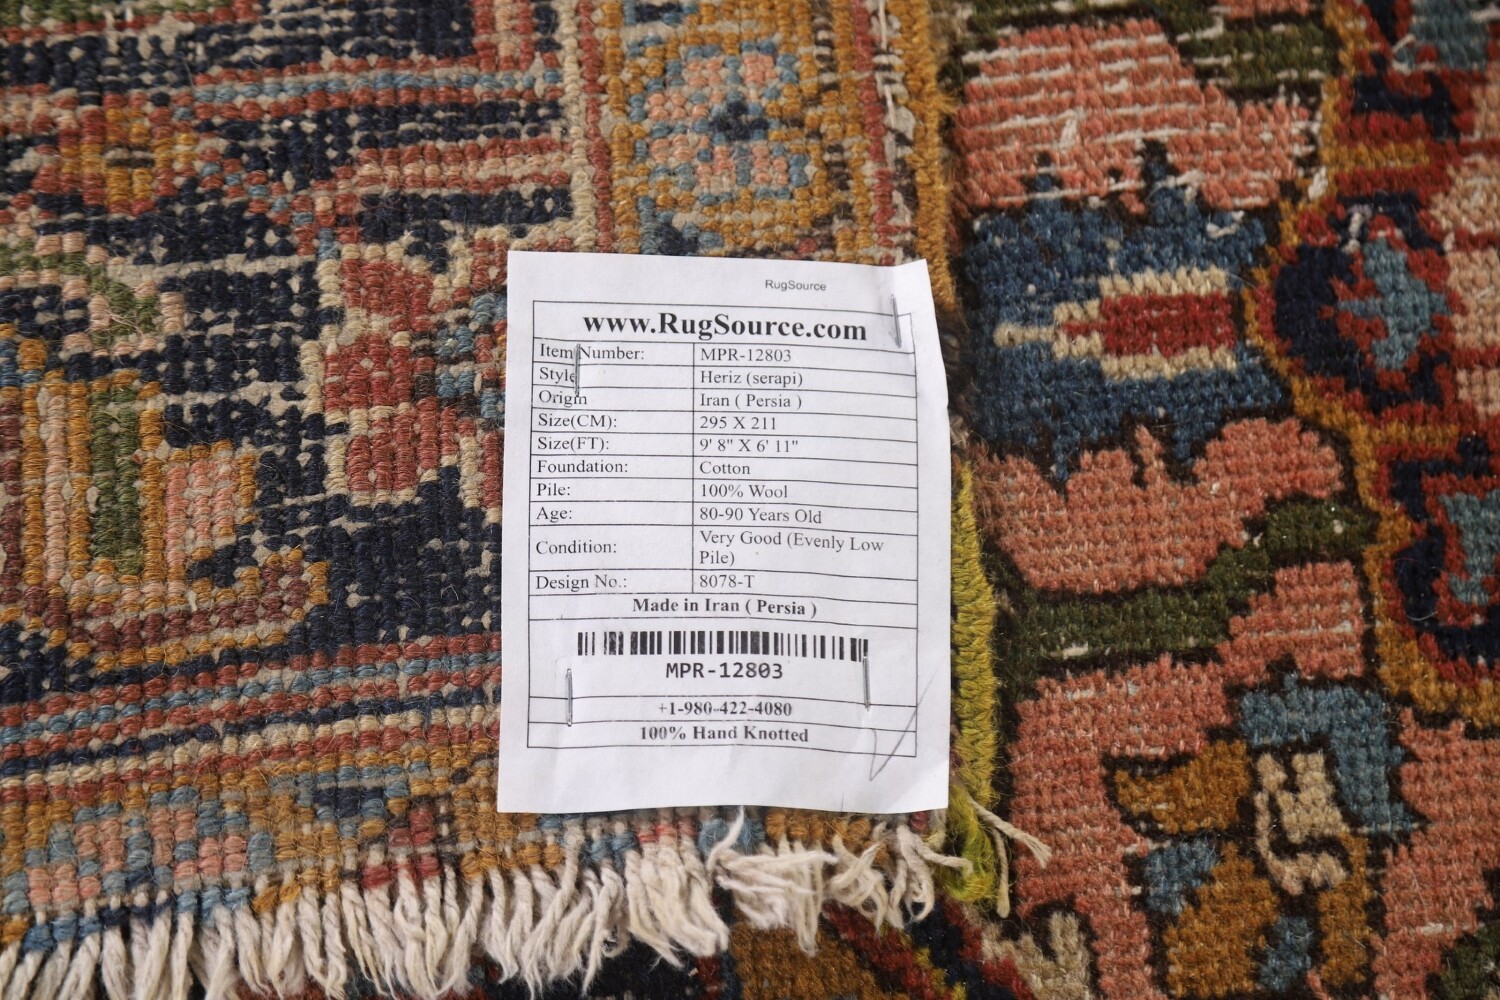 RugSource
www.RugSource.com
Item Number: MPR-12803
Style Heriz (serapi)
Origin Iran ( Persia )
Size(CM): 295 X 211
Size(FT): 9' 8" X 6' 11"
Foundation: Cotton
Pile: 100% Wool
Age: 80-90 Years Old
Condition: Very Good (Evenly Low
Pile)
Design No.: 8078-T
Made in Iran ( Persia )
MPR-12803
+1-980-422-4080
100% Hand Knotted